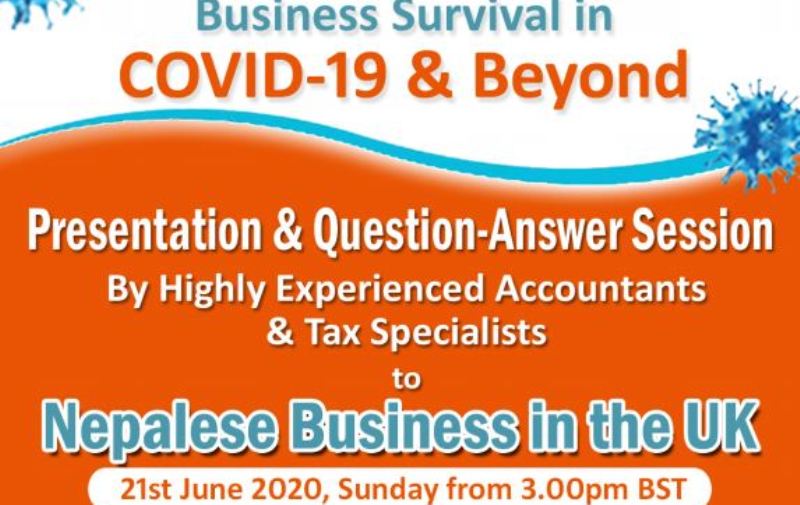 Business Survival in
COVID-19 & Beyond
Presentation & Question-Answer Session
By Highly Experienced Accountants
& Tax Specialists
to
Nepalese Business in the UK
21st June 2020, Sunday from 3.00pm BST